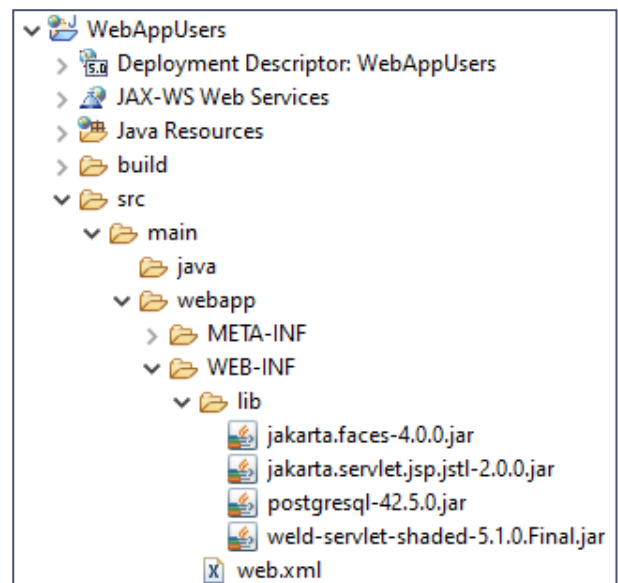 WebAppUsers
5.0 Deployment Descriptor: WebAppUsers
JAX-WS Web Services
Java Resources
build
src
main
java
webapp
META-INF
WEB-INF
lib
jakarta.faces-4.0.0.jar
jakarta.servlet.jsp.jstl-2.0.0.jar
postgresql-42.5.0.jar
weld-servlet-shaded-5.1.0.Final.jar
X web.xml